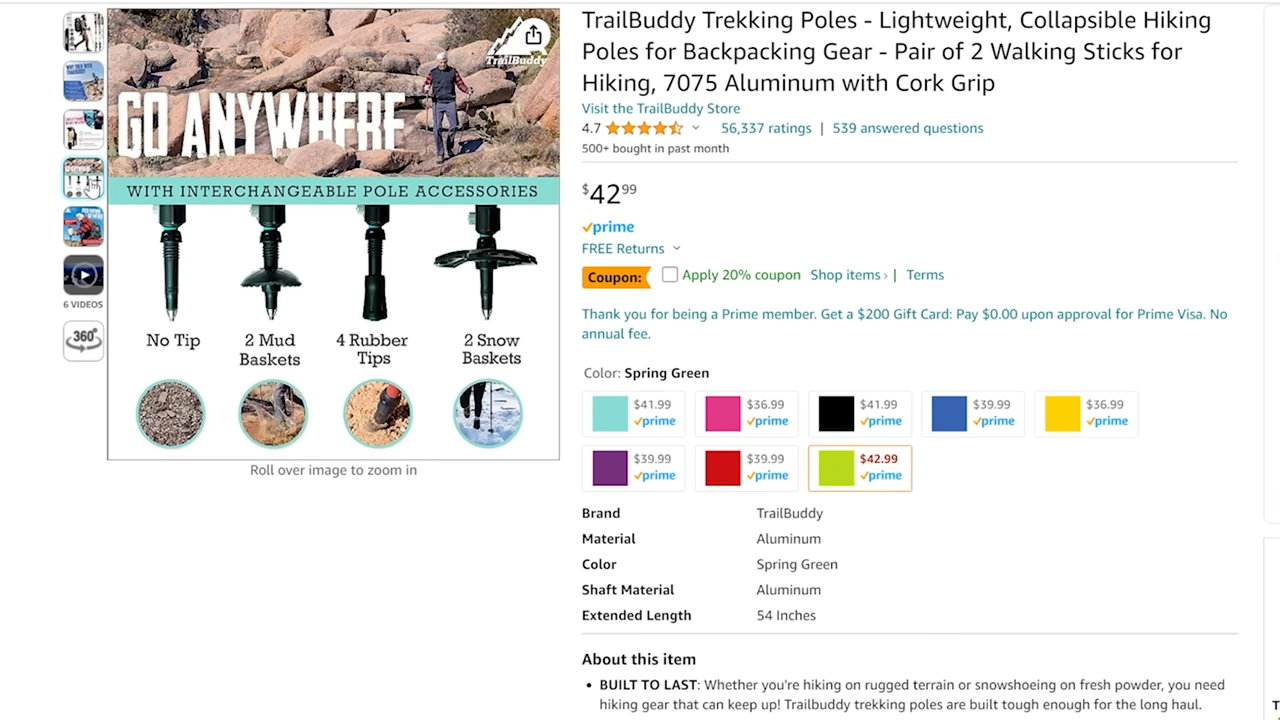 TrailBuddy
GO ANYWHERE
WITH INTERCHANGEABLE POLE ACCESSORIES
No Tip
2 Mud
Baskets
4 Rubber
Tips
2 Snow
Baskets
6 VIDEOS
360°
Roll over image to zoom in
TrailBuddy Trekking Poles - Lightweight, Collapsible Hiking
Poles for Backpacking Gear - Pair of 2 Walking Sticks for
Hiking, 7075 Aluminum with Cork Grip
Visit the TrailBuddy Store
4.7 56,337 ratings | 539 answered questions
500+ bought in past month
$42 99
prime
FREE Returns
Coupon: Apply 20% coupon Shop items › | Terms
Thank you for being a Prime member. Get a $200 Gift Card: Pay $0.00 upon approval for Prime Visa. No
annual fee.
Color: Spring Green
$41.99 $36.99 $41.99 $39.99 $36.99
prime prime prime prime prime
$39.99 $39.99 $42.99
prime prime prime
Brand TrailBuddy
Material Aluminum
Color Spring Green
Shaft Material Aluminum
Extended Length 54 Inches
About this item
• BUILT TO LAST: Whether you're hiking on rugged terrain or snowshoeing on fresh powder, you need
hiking gear that can keep up! Trailbuddy trekking poles are built tough enough for the long haul.